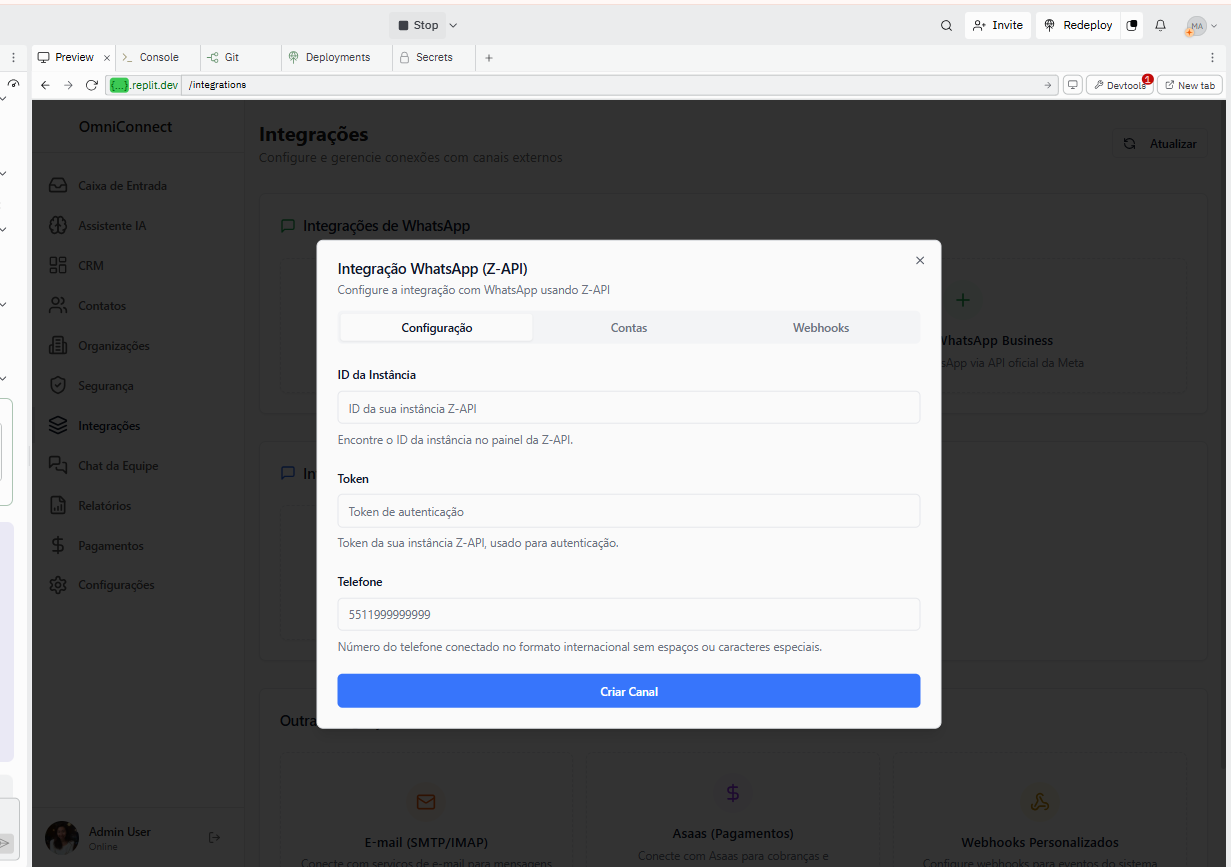 Stop
Invite
Redeploy
MA
Preview
Console
Git
Deployments
Secrets
{...}.replit.dev
/integrations
Devtools
1
New tab
OmniConnect
Caixa de Entrada
Assistente IA
CRM
Contatos
Organizações
Segurança
Integrações
Chat da Equipe
Relatórios
Pagamentos
Configurações
Admin User
Online
Integrações
Configure e gerencie conexões com canais externos
Atualizar
Integrações de WhatsApp
Integração WhatsApp (Z-API)
Configure a integração com WhatsApp usando Z-API
Configuração
Contas
Webhooks
ID da Instância
ID da sua instância Z-API
Encontre o ID da instância no painel da Z-API.
Token
Token de autenticação
Token da sua instância Z-API, usado para autenticação.
Telefone
5511999999999
Número do telefone conectado no formato internacional sem espaços ou caracteres especiais.
Criar Canal
WhatsApp Business
sApp via API oficial da Meta
In
Outra
E-mail (SMTP/IMAP)
Conecte com serviços de e-mail para mensagens
Asaas (Pagamentos)
Conecte com Asaas para cobranças e
Webhooks Personalizados
Configure webhooks para eventos do sistema